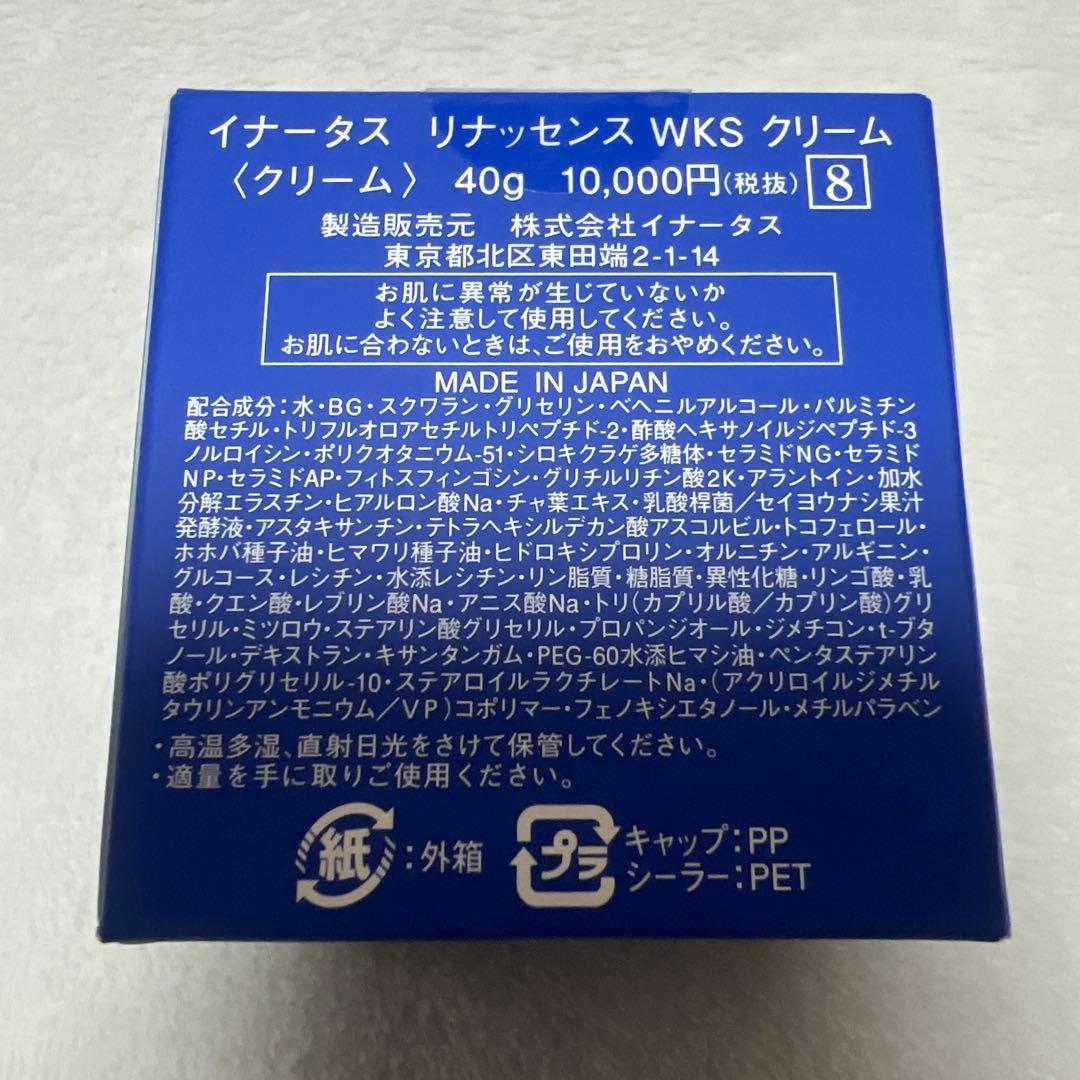 イナータス リナッセンス WKS クリーム
〈クリーム〉 40g 10,000円(税抜) 8
製造販売元 株式会社イナータス
東京都北区東田端2-1-14
お肌に異常が生じていないか
よく注意して使用してください。
お肌に合わないときは、ご使用をおやめください。
MADE IN JAPAN
配合成分：水・BG・スクワラン・グリセリン・ベヘニルアルコール・パルミチン
酸セチル・トリフルオロアセチルトリペプチド-2・酢酸ヘキサノイルジペプチド-3
ノルロイシン・ポリクオタニウム-51・シロキクラゲ多糖体・セラミドNG・セラミド
NP・セラミドAP・フィトスフィンゴシン・グリチルリチン酸2K・アラントイン・加水
分解エラスチン・ヒアルロン酸Na・チャ葉エキス・乳酸桿菌／セイヨウナシ果汁
発酵液・アスタキサンチン・テトラヘキシルデカン酸アスコルビル・トコフェロール・
ホホバ種子油・ヒマワリ種子油・ヒドロキシプロリン・オルニチン・アルギニン・
グルコース・レシチン・水添レシチン・リン脂質・糖脂質・異性化糖・リンゴ酸・乳
酸・クエン酸・レブリン酸Na・アニス酸Na・トリ(カプリル酸／カプリン酸)グリ
セリル・ミツロウ・ステアリン酸グリセリル・プロパンジオール・ジメチコン・t-ブタ
ノール・デキストラン・キサンタンガム・PEG-60水添ヒマシ油・ペンタステアリン
酸ポリグリセリル-10・ステアロイルラクチレートNa・(アクリロイルジメチル
タウリンアンモニウム／VP)コポリマー・フェノキシエタノール・メチルパラベン
・高温多湿、直射日光をさけて保管してください。
・適量を手に取りご使用ください。
紙：外箱
プラ キャップ：PP
シーラー：PET